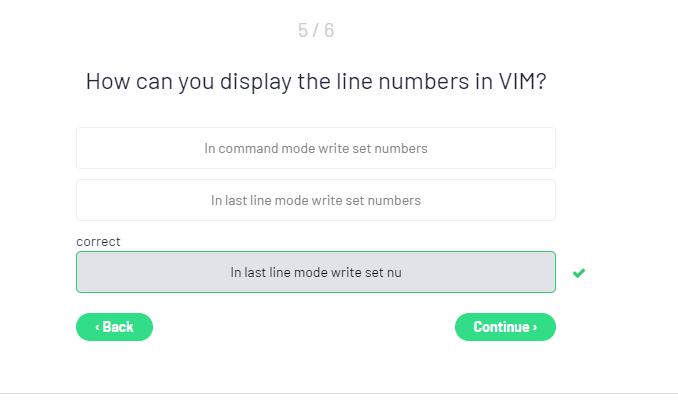 5 / 6
How can you display the line numbers in VIM?
In command mode write set numbers
In last line mode write set numbers
correct
In last line mode write set nu
‹ Back
Continue ›